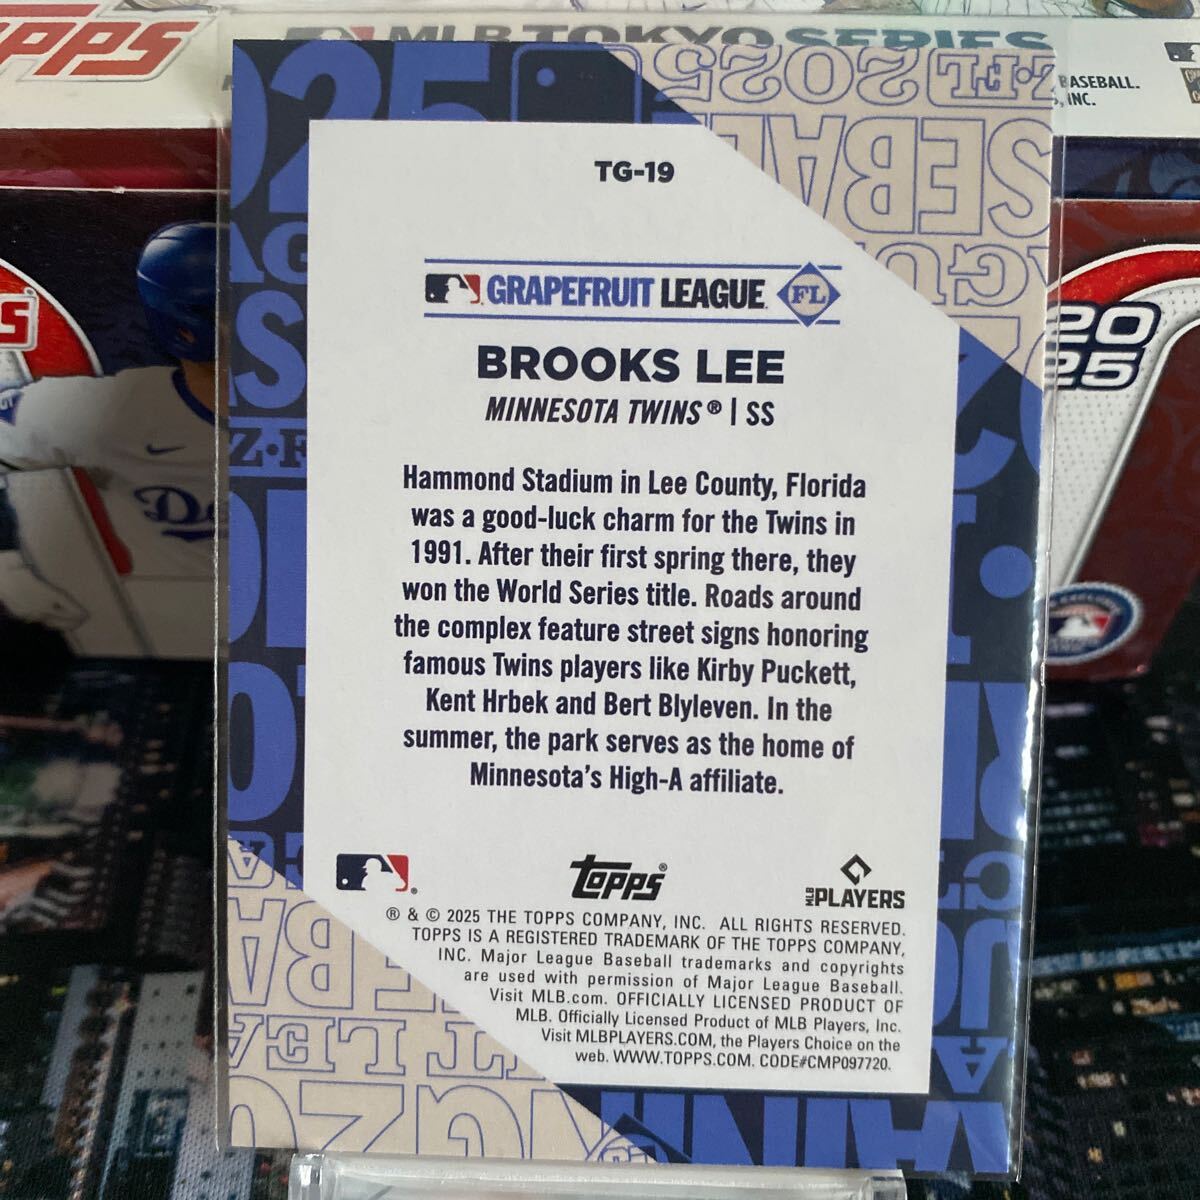 TOPPS
MLB TOKYO SERIES
BASEBALL.
, INC.
2025
TG-19
GRAPEFRUIT LEAGUE FL
BROOKS LEE
MINNESOTA TWINS® | SS
Hammond Stadium in Lee County, Florida
was a good-luck charm for the Twins in
1991. After their first spring there, they
won the World Series title. Roads around
the complex feature street signs honoring
famous Twins players like Kirby Puckett,
Kent Hrbek and Bert Blyleven. In the
summer, the park serves as the home of
Minnesota's High-A affiliate.
topps®
MLB PLAYERS
® & © 2025 THE TOPPS COMPANY, INC. ALL RIGHTS RESERVED.
TOPPS IS A REGISTERED TRADEMARK OF THE TOPPS COMPANY,
INC. Major League Baseball trademarks and copyrights
are used with permission of Major League Baseball.
Visit MLB.com. OFFICIALLY LICENSED PRODUCT OF
MLB. Officially Licensed Product of MLB Players, Inc.
Visit MLBPLAYERS.COM, the Players Choice on the
web. WWW.TOPPS.COM. CODE#CMP097720.
20
25